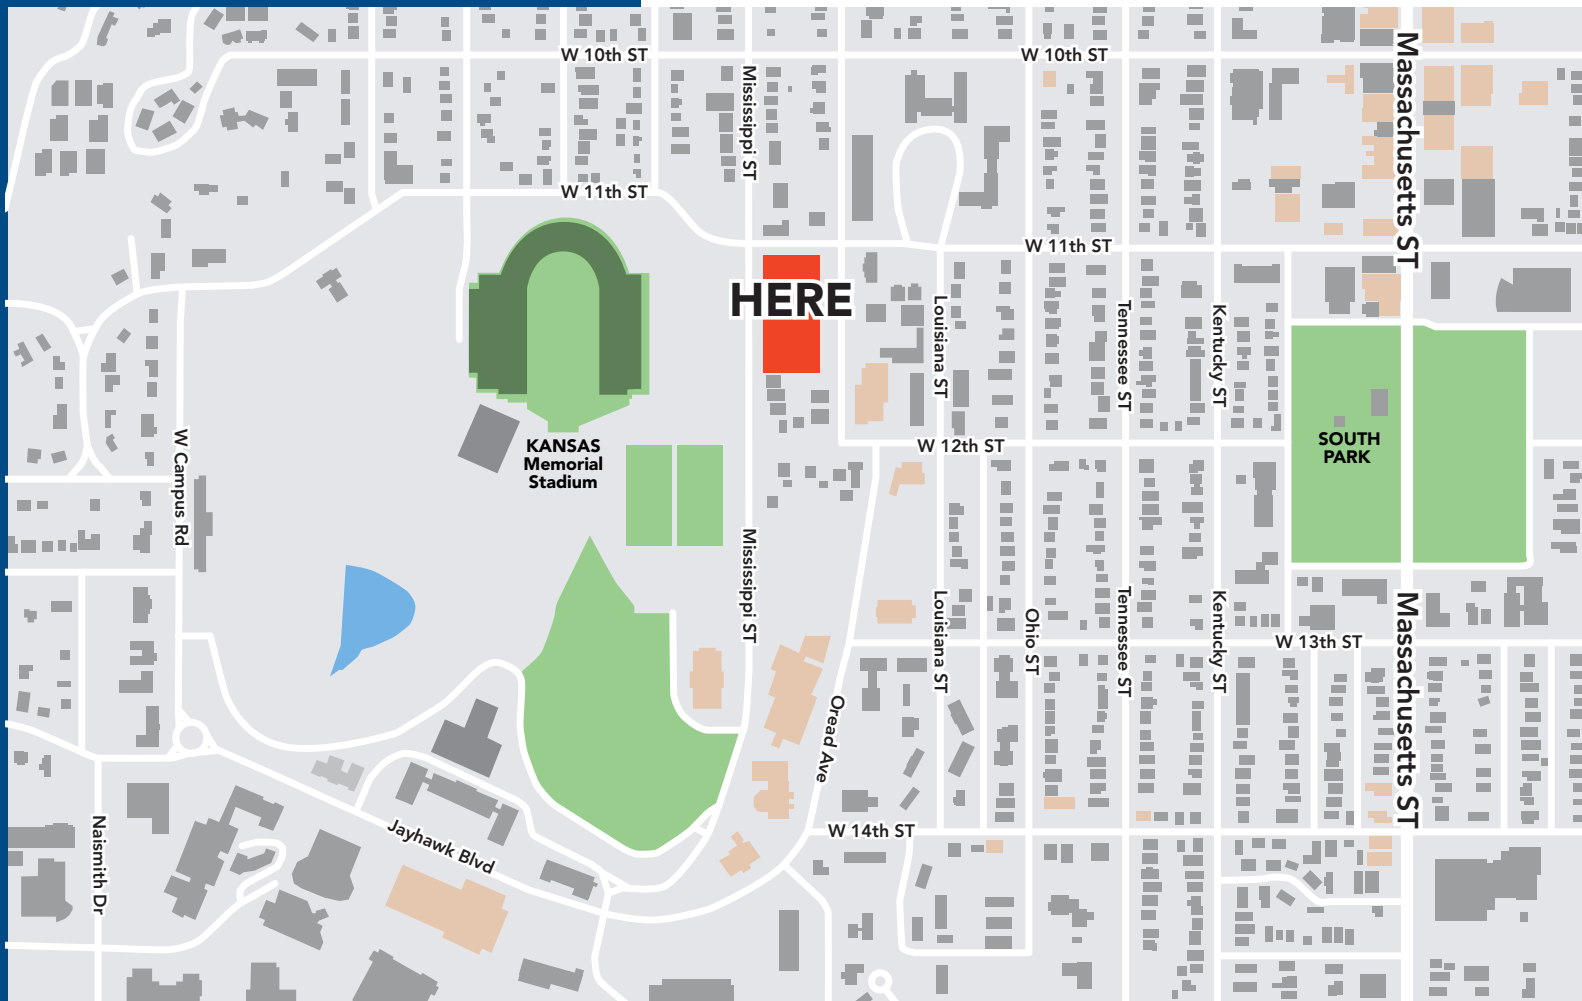 W 10th ST
W 10th ST
Mississippi ST
Massachusetts ST
W 11th ST
W 11th ST
HERE
Louisiana ST
Tennessee ST
Kentucky ST
KANSAS
Memorial
Stadium
W 12th ST
SOUTH
PARK
W Campus Rd
Mississippi ST
Louisiana ST
Ohio ST
Tennessee ST
Kentucky ST
W 13th ST
Massachusetts ST
Oread Ave
Naismith Dr
Jayhawk Blvd
W 14th ST